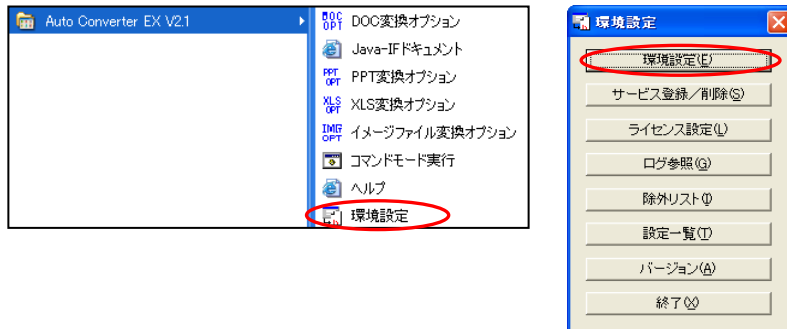 Auto Converter EX V2.1
DOC OPT DOC変換オプション
Java-IFドキュメント
PPT OPT PPT変換オプション
XLS OPT XLS変換オプション
IMG OPT イメージファイル変換オプション
コマンドモード実行
ヘルプ
環境設定
環境設定
環境設定(E)
サービス登録／削除(S)
ライセンス設定(L)
ログ参照(G)
除外リスト(I)
設定一覧(T)
バージョン(A)
終了(X)